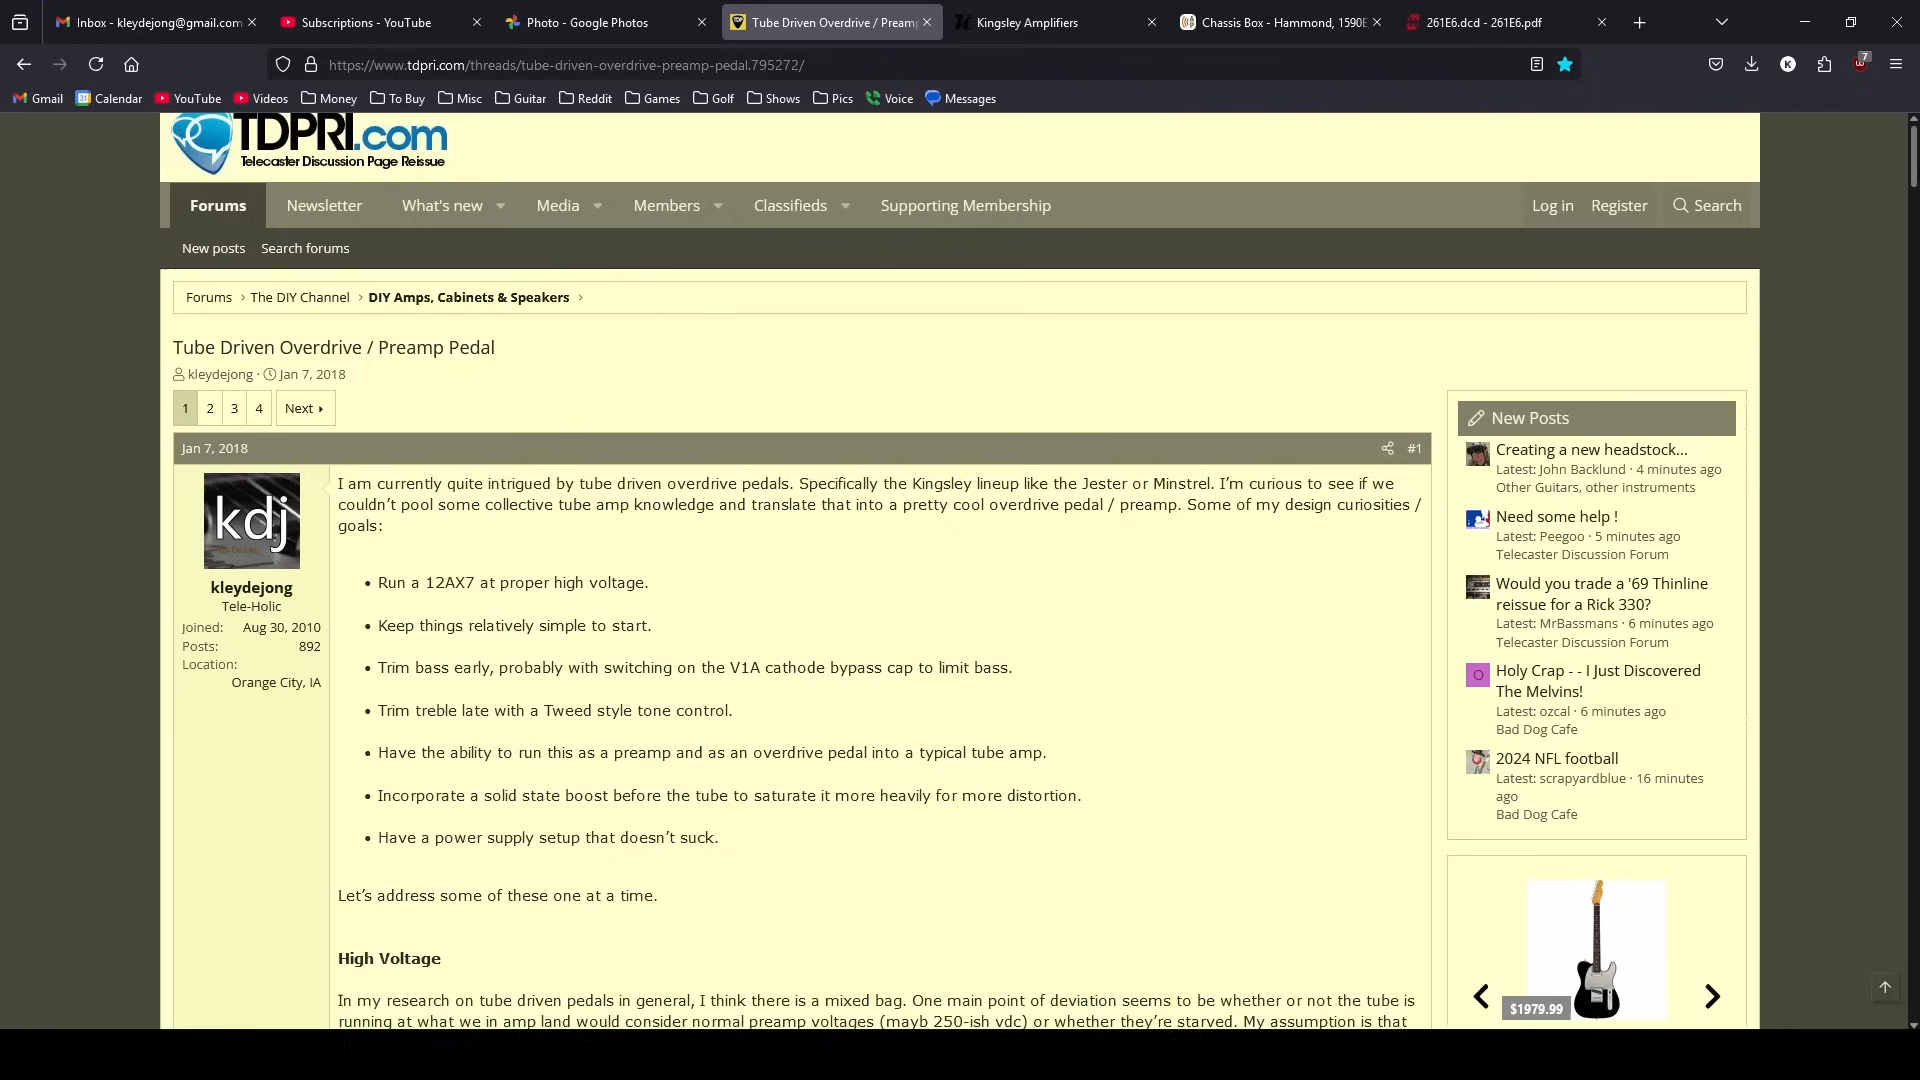 Inbox - kleydejong@gmail.com
Subscriptions - YouTube
Photo - Google Photos
Tube Driven Overdrive / Preamp
Kingsley Amplifiers
Chassis Box - Hammond, 1590E
261E6.dcd - 261E6.pdf
https://www.tdpri.com/threads/tube-driven-overdrive-preamp-pedal.795272/
K
7
Gmail
Calendar
YouTube
Videos
Money
To Buy
Misc
Guitar
Reddit
Games
Golf
Shows
Pics
Voice
Messages
TDPRI.com
Telecaster Discussion Page Reissue
Forums
Newsletter
What's new
Media
Members
Classifieds
Supporting Membership
Log in
Register
Search
New posts
Search forums
Forums › The DIY Channel › DIY Amps, Cabinets & Speakers ›
Tube Driven Overdrive / Preamp Pedal
kleydejong · Jan 7, 2018
1 2 3 4 Next
Jan 7, 2018
#1
kdj
kleydejong
Tele-Holic
Joined: Aug 30, 2010
Posts: 892
Location:
Orange City, IA
I am currently quite intrigued by tube driven overdrive pedals. Specifically the Kingsley lineup like the Jester or Minstrel. I'm curious to see if we
couldn't pool some collective tube amp knowledge and translate that into a pretty cool overdrive pedal / preamp. Some of my design curiosities /
goals:
• Run a 12AX7 at proper high voltage.
• Keep things relatively simple to start.
• Trim bass early, probably with switching on the V1A cathode bypass cap to limit bass.
• Trim treble late with a Tweed style tone control.
• Have the ability to run this as a preamp and as an overdrive pedal into a typical tube amp.
• Incorporate a solid state boost before the tube to saturate it more heavily for more distortion.
• Have a power supply setup that doesn't suck.
Let's address some of these one at a time.
High Voltage
In my research on tube driven pedals in general, I think there is a mixed bag. One main point of deviation seems to be whether or not the tube is
running at what we in amp land would consider normal preamp voltages (mayb 250-ish vdc) or whether they're starved. My assumption is that
New Posts
Creating a new headstock...
Latest: John Backlund · 4 minutes ago
Other Guitars, other instruments
Need some help !
Latest: Peegoo · 5 minutes ago
Telecaster Discussion Forum
Would you trade a '69 Thinline
reissue for a Rick 330?
Latest: MrBassmans · 6 minutes ago
Telecaster Discussion Forum
O
Holy Crap - - I Just Discovered
The Melvins!
Latest: ozcal · 6 minutes ago
Bad Dog Cafe
2024 NFL football
Latest: scrapyardblue · 16 minutes
ago
Bad Dog Cafe
$1979.99